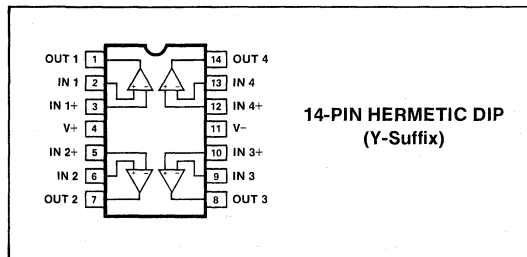 OUT 1 1 14 OUT 4
IN 1 2 13 IN 4
+ − + −
IN 1+ 3 12 IN 4+
V+ 4 11 V−
IN 2+ 5 10 IN 3+
+ − + −
IN 2 6 9 IN 3
OUT 2 7 8 OUT 3
14-PIN HERMETIC DIP
(Y-Suffix)